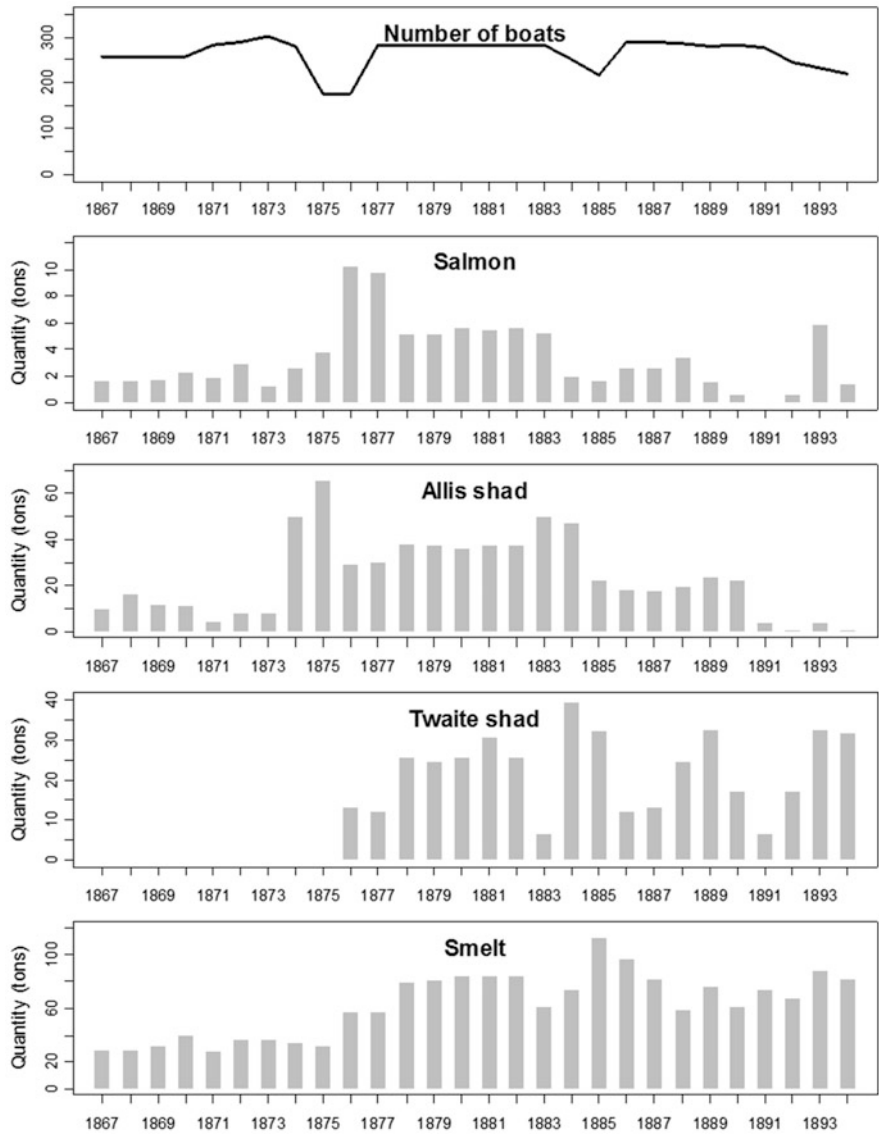 Number of boats
0 100 200 300
1867 1869 1871 1873 1875 1877 1879 1881 1883 1885 1887 1889 1891 1893
Salmon
Quantity (tons)
0 2 4 6 8 10
1867 1869 1871 1873 1875 1877 1879 1881 1883 1885 1887 1889 1891 1893
Allis shad
Quantity (tons)
0 20 40 60
1867 1869 1871 1873 1875 1877 1879 1881 1883 1885 1887 1889 1891 1893
Twaite shad
Quantity (tons)
0 10 20 30 40
1867 1869 1871 1873 1875 1877 1879 1881 1883 1885 1887 1889 1891 1893
Smelt
Quantity (tons)
0 20 60 100
1867 1869 1871 1873 1875 1877 1879 1881 1883 1885 1887 1889 1891 1893